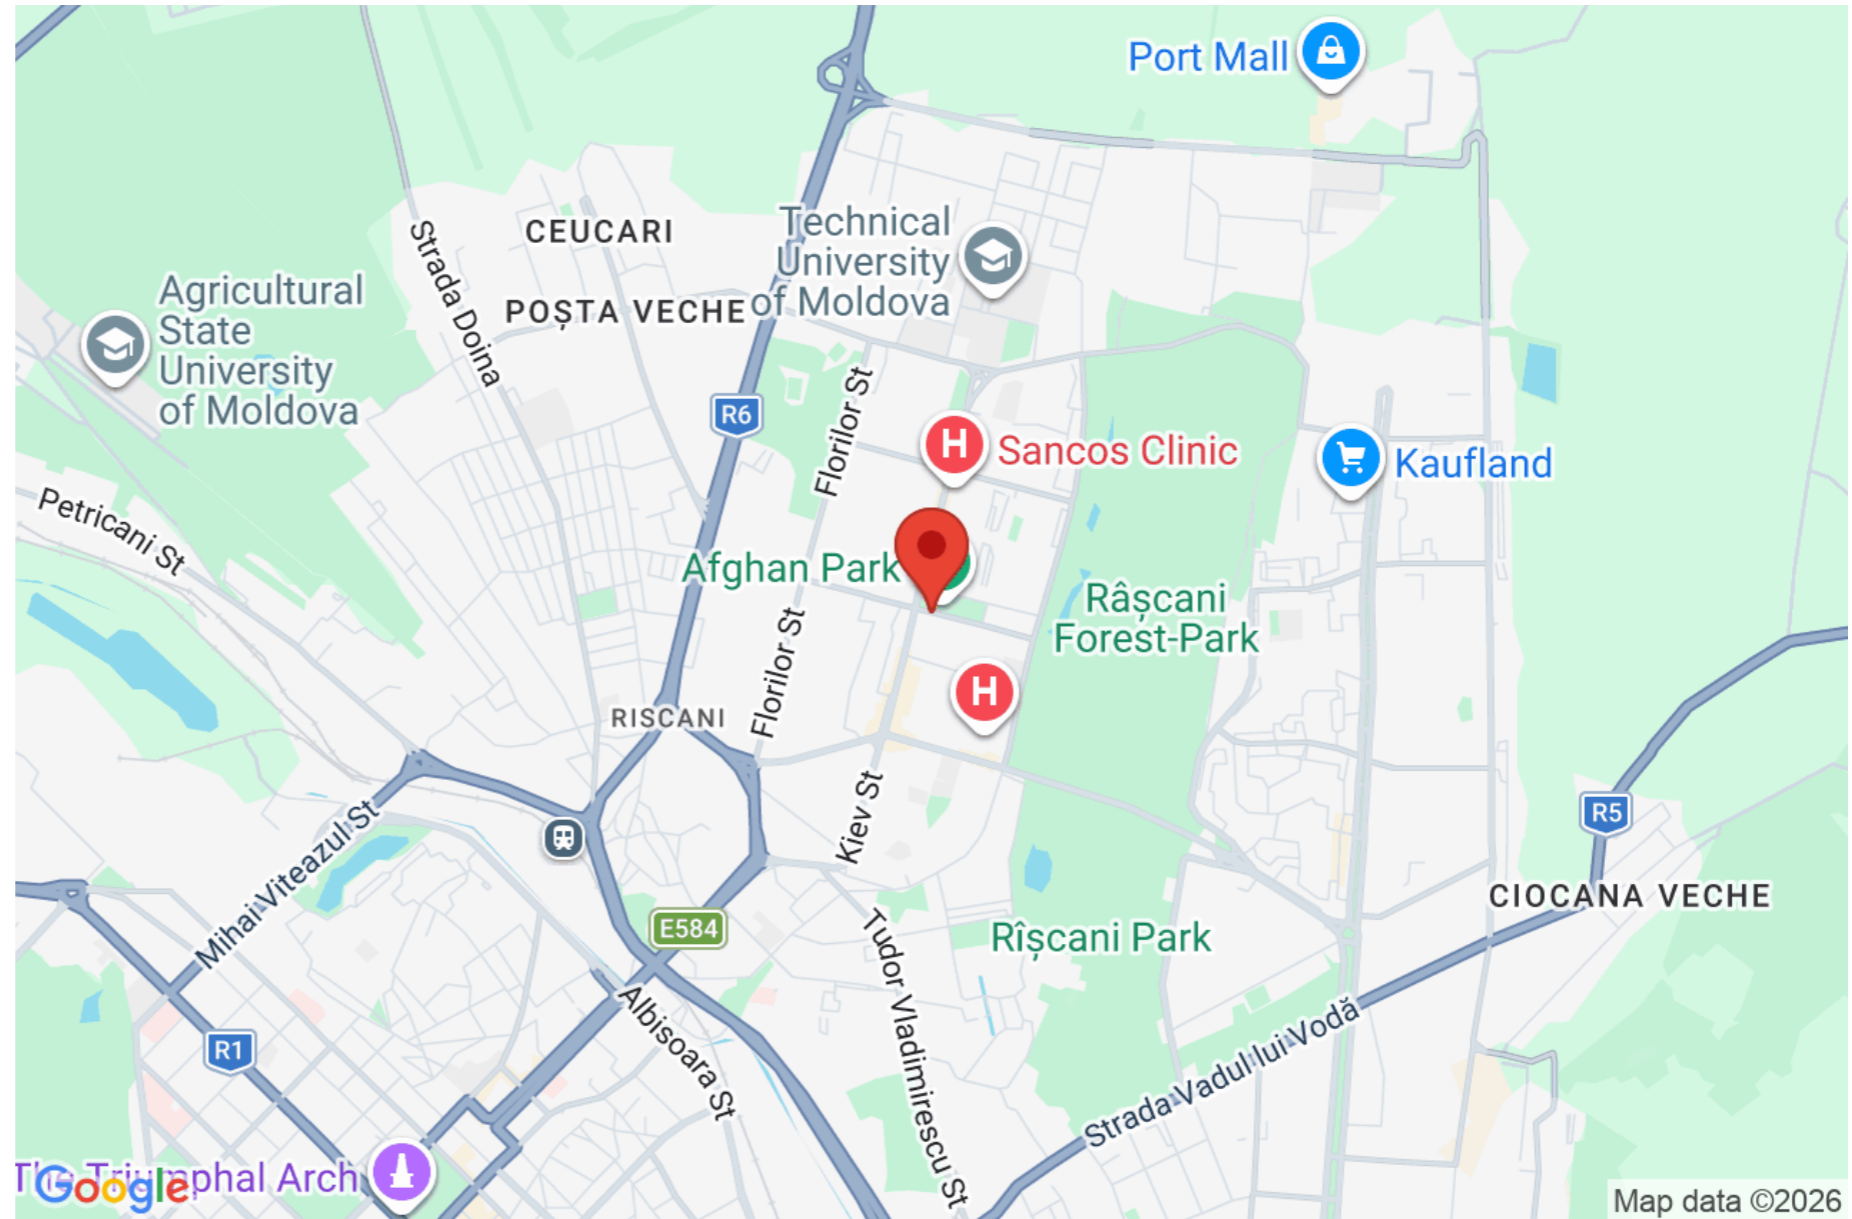 Port Mall
CEUCARI
Technical
University
of Moldova
Strada Doina
Agricultural
State
University
of Moldova
POȘTA VECHE
R6
Florilor St
H
Sancos Clinic
Kaufland
Petricani St
Afghan Park
Râșcani
Forest-Park
Florilor St
H
RISCANI
Kiev St
Mihai Viteazul St
R5
CIOCANA VECHE
E584
Rîșcani Park
Tudor Vladimirescu St
Albisoara St
R1
Strada Vadul lui Vodă
The Triumphal Arch
Google
Map data ©2026